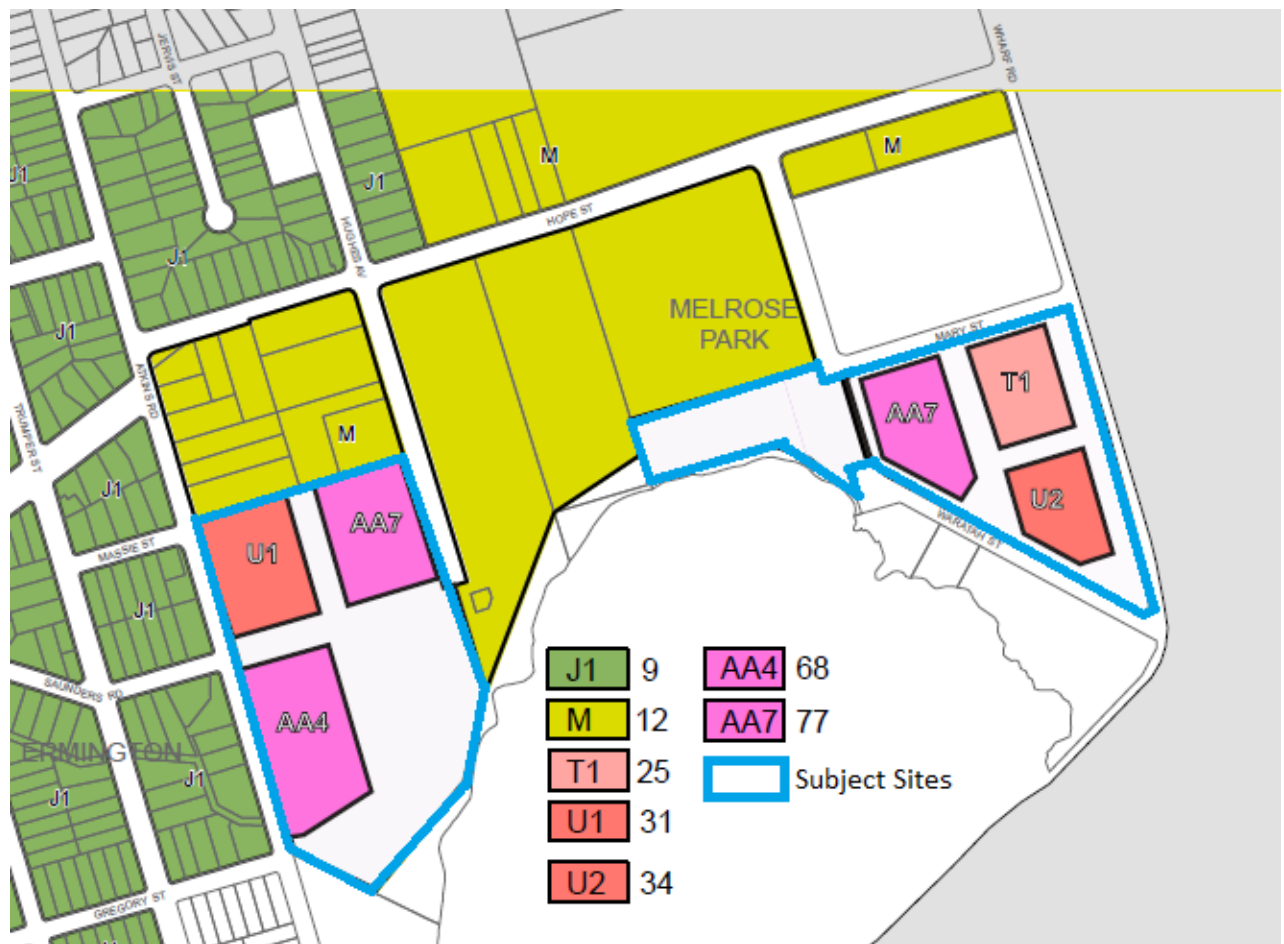 JERVIS ST
WHARF RD
M
M
J1
J1
J1
HOPE ST
HUGHES AV
J1
MELROSE
PARK
J1
MARY ST
T1
ATKINS RD
AA7
TRUMPER ST
M
J1
AA7
U2
U1
WARATAH ST
MASSIE ST
J1
J1 9
AA4 68
M 12
AA7 77
SAUNDERS RD
AA4
T1 25
Subject Sites
ERMINGTON
J1
J1
U1 31
U2 34
GREGORY ST
J1